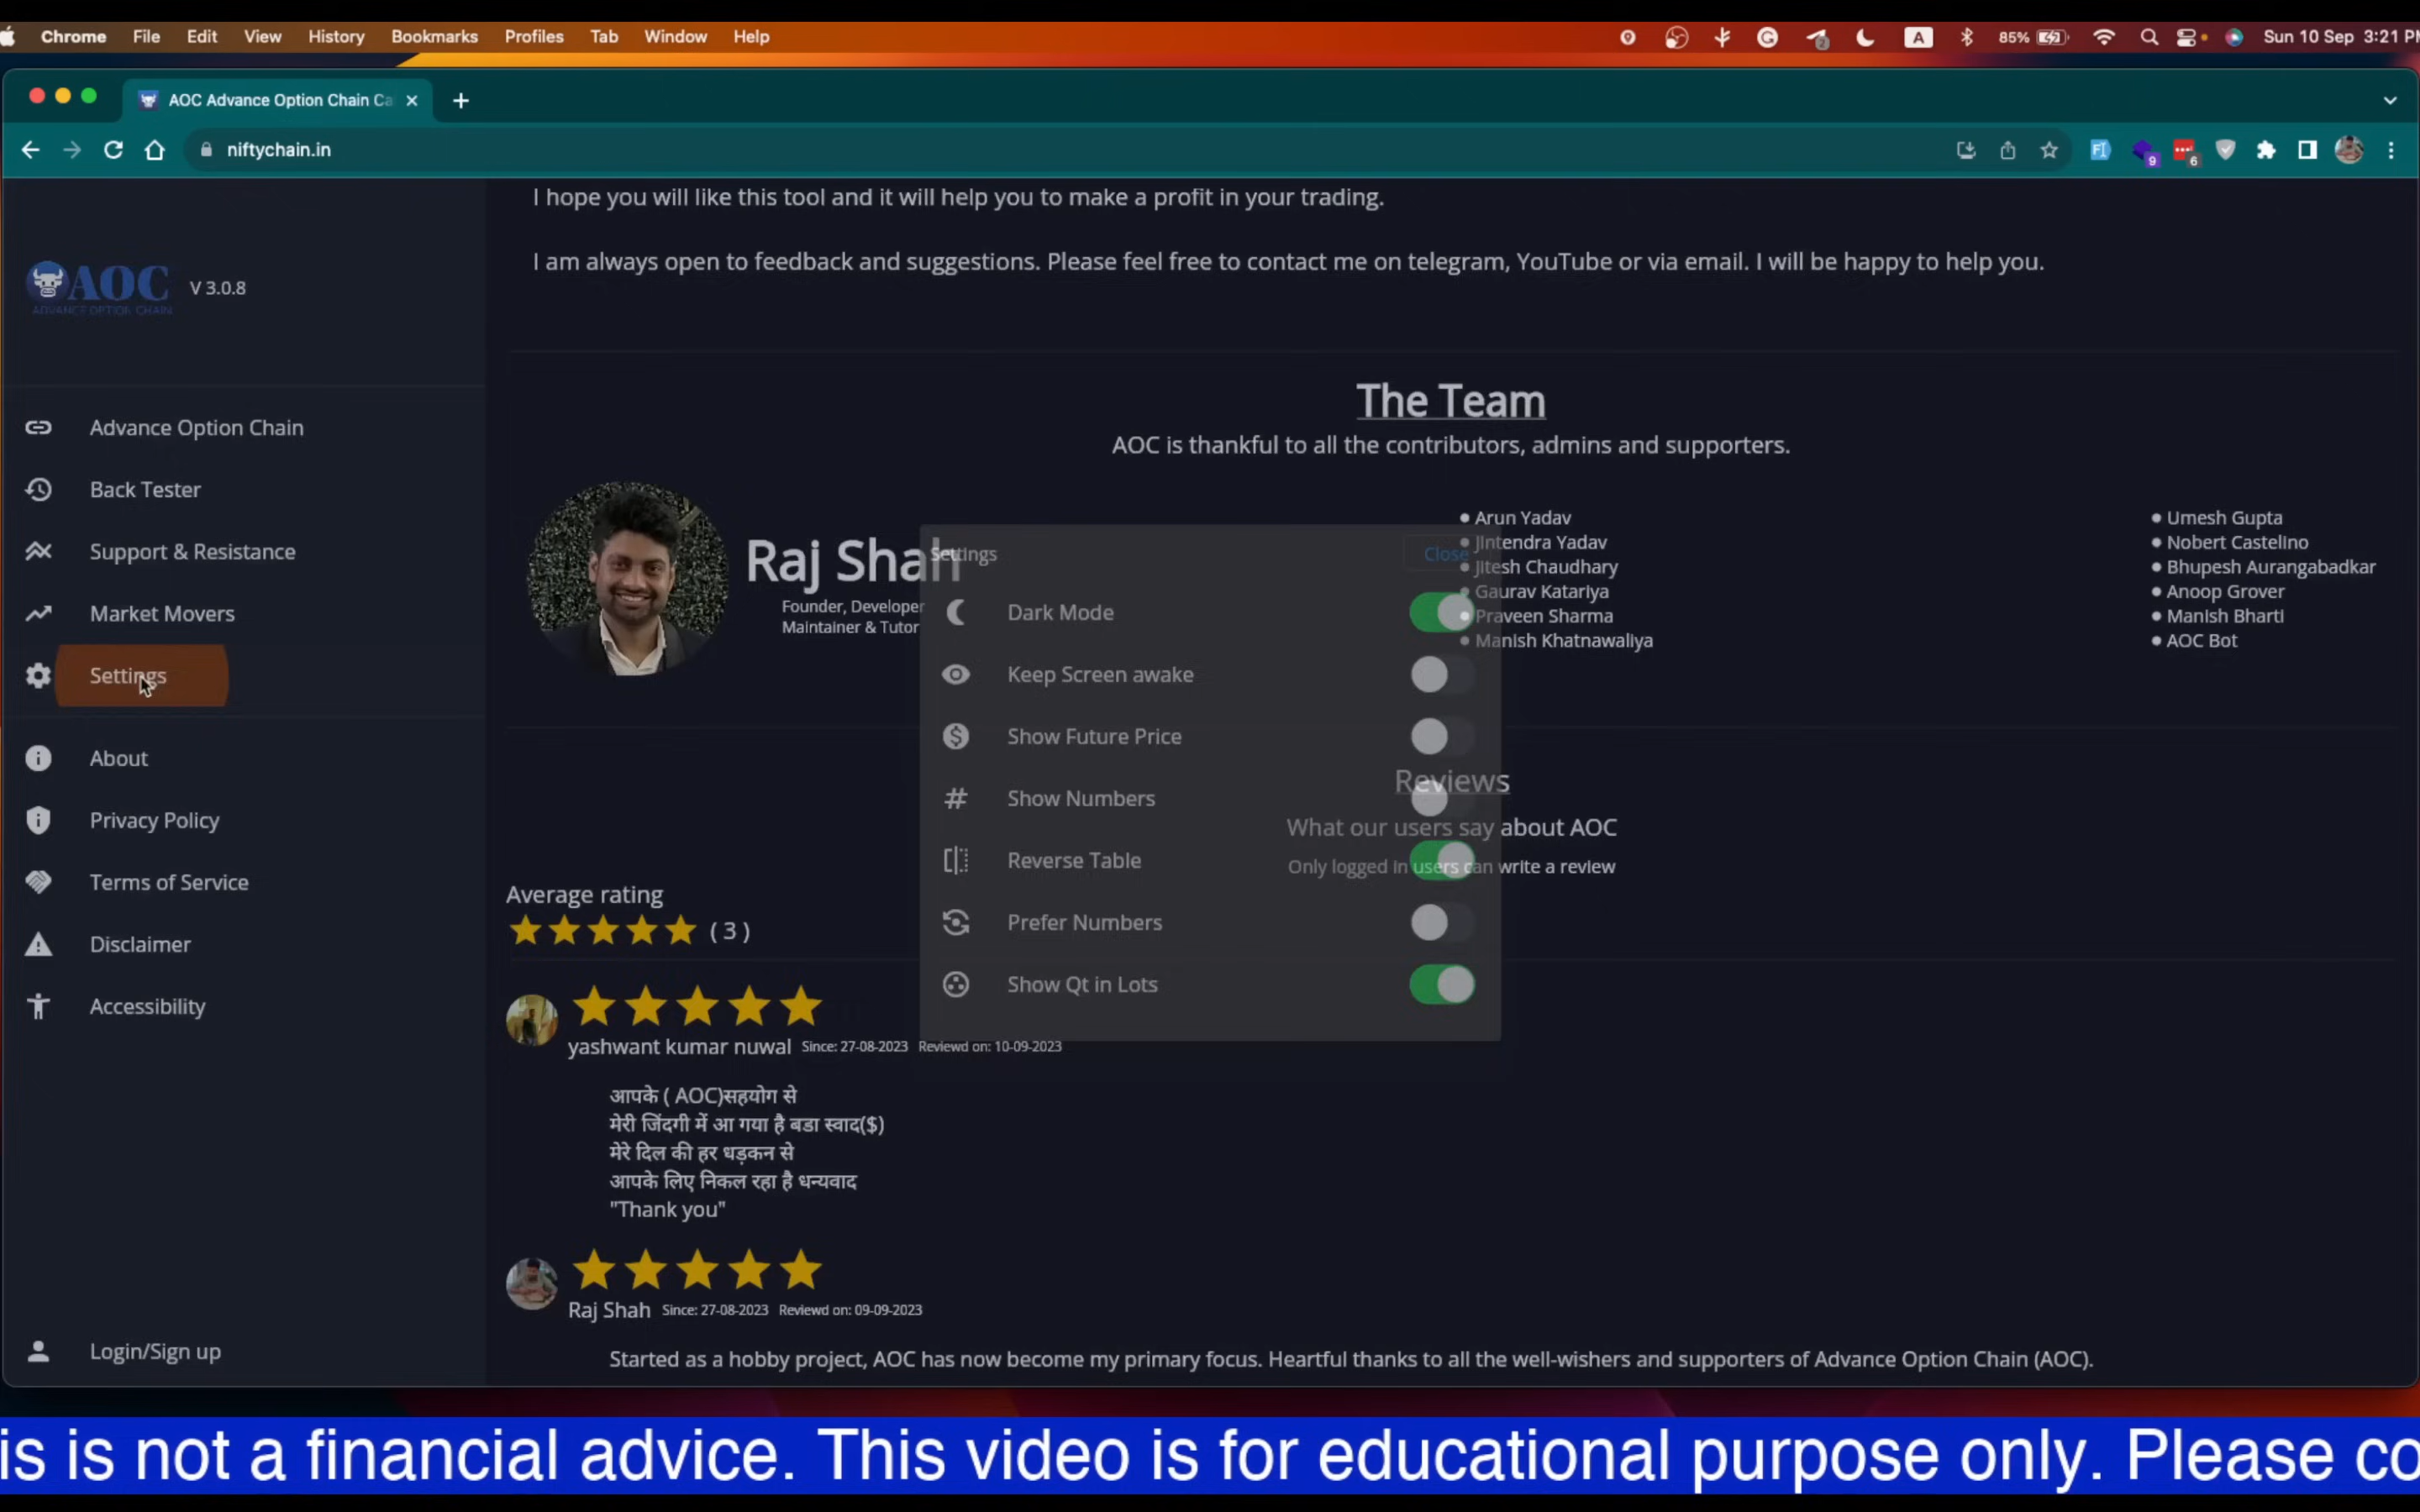 Chrome File Edit View History Bookmarks Profiles Tab Window Help
A 85% Sun 10 Sep 3:21 PM
AOC Advance Option Chain Ca
niftychain.in
9 6
I hope you will like this tool and it will help you to make a profit in your trading.
I am always open to feedback and suggestions. Please feel free to contact me on telegram, YouTube or via email. I will be happy to help you.
AOC V 3.0.8
ADVANCE OPTION CHAIN
Advance Option Chain
Back Tester
Support & Resistance
Market Movers
Settings
About
Privacy Policy
Terms of Service
Disclaimer
Accessibility
Login/Sign up
The Team
AOC is thankful to all the contributors, admins and supporters.
Raj Shah
Founder, Developer
Maintainer & Tutor
Arun Yadav
Jintendra Yadav
Jitesh Chaudhary
Gaurav Katariya
Praveen Sharma
Manish Khatnawaliya
Umesh Gupta
Nobert Castelino
Bhupesh Aurangabadkar
Anoop Grover
Manish Bharti
AOC Bot
Settings Close
Dark Mode
Keep Screen awake
Show Future Price
Show Numbers
Reverse Table
Prefer Numbers
Show Qt in Lots
Reviews
What our users say about AOC
Only logged in users can write a review
Average rating
( 3 )
yashwant kumar nuwal Since: 27-08-2023 Reviewd on: 10-09-2023
आपके ( AOC)सहयोग से
मेरी जिंदगी में आ गया है बडा स्वाद($)
मेरे दिल की हर धड़कन से
आपके लिए निकल रहा है धन्यवाद
"Thank you"
Raj Shah Since: 27-08-2023 Reviewd on: 09-09-2023
Started as a hobby project, AOC has now become my primary focus. Heartful thanks to all the well-wishers and supporters of Advance Option Chain (AOC).
is is not a financial advice. This video is for educational purpose only. Please co